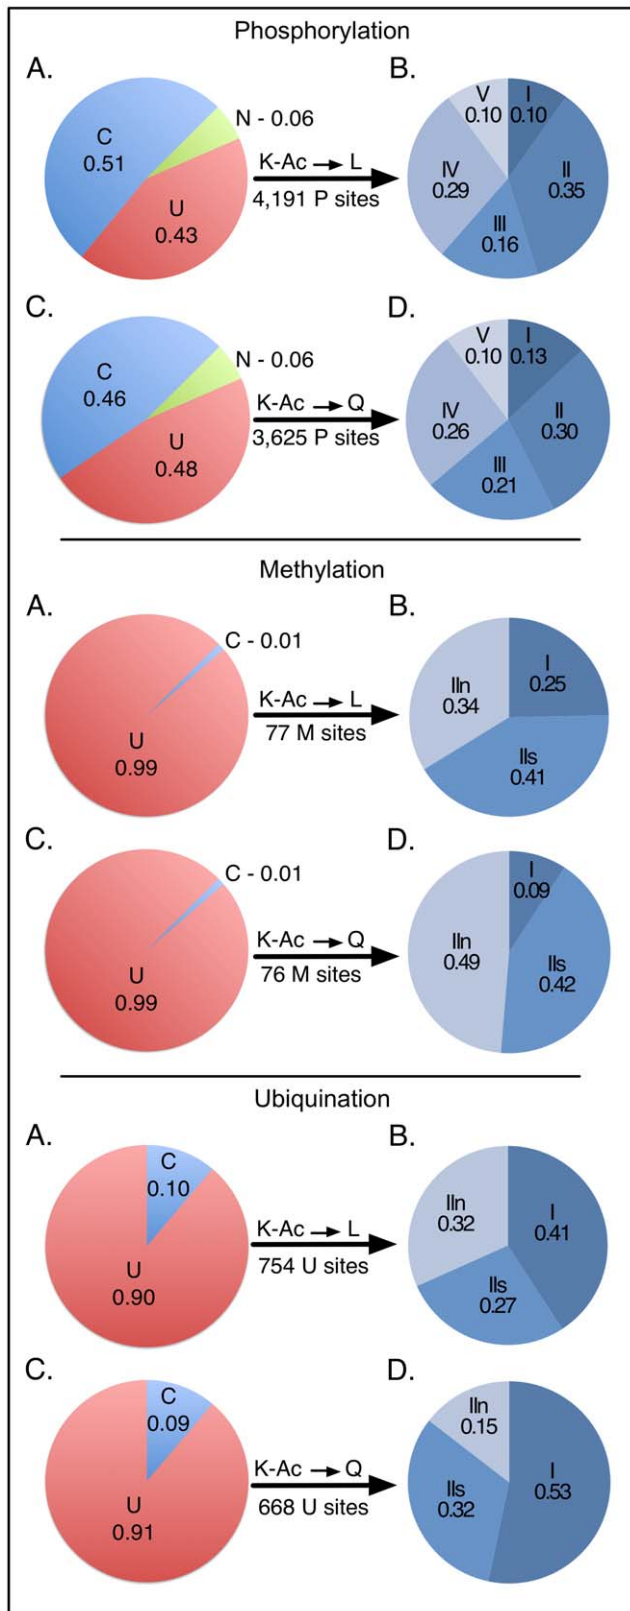 Phosphorylation
A.
B.
C
0.51
N - 0.06
U
0.43
K-Ac → L
4,191 P sites
V
0.10
I
0.10
IV
0.29
II
0.35
III
0.16
C.
D.
C
0.46
N - 0.06
U
0.48
K-Ac → Q
3,625 P sites
V
0.10
I
0.13
IV
0.26
II
0.30
III
0.21
Methylation
A.
B.
C - 0.01
U
0.99
K-Ac → L
77 M sites
IIn
0.34
I
0.25
IIs
0.41
C.
D.
C - 0.01
U
0.99
K-Ac → Q
76 M sites
I
0.09
IIn
0.49
IIs
0.42
Ubiquination
A.
B.
C
0.10
U
0.90
K-Ac → L
754 U sites
IIn
0.32
I
0.41
IIs
0.27
C.
D.
C
0.09
U
0.91
K-Ac → Q
668 U sites
IIn
0.15
I
0.53
IIs
0.32